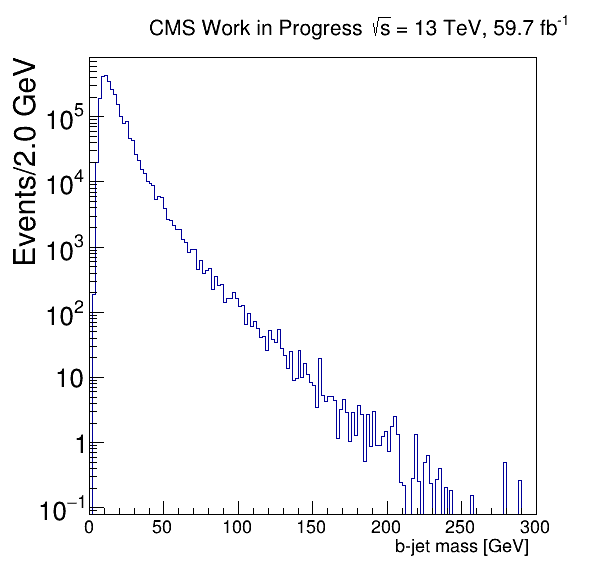 CMS Work in Progress √s = 13 TeV, 59.7 fb⁻¹
Events/2.0 GeV
10⁵
10⁴
10³
10²
10
1
10⁻¹
0 50 100 150 200 250 300
b-jet mass [GeV]